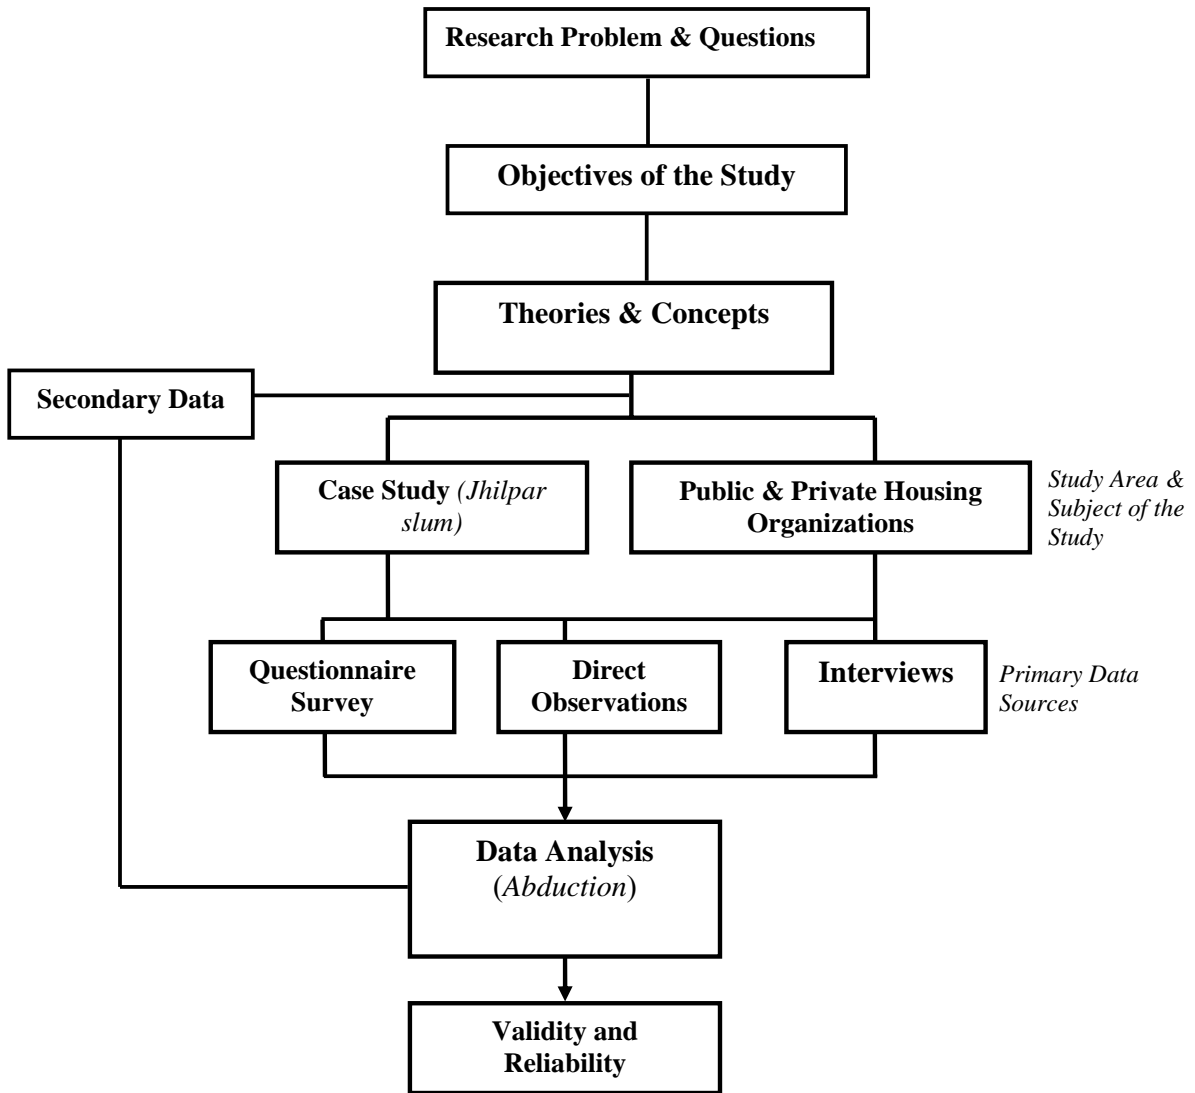 Research Problem & Questions
Objectives of the Study
Theories & Concepts
Secondary Data
Case Study (Jhilpar
slum)
Public & Private Housing
Organizations
Study Area &
Subject of the
Study
Questionnaire
Survey
Direct
Observations
Interviews
Primary Data
Sources
Data Analysis
(Abduction)
Validity and
Reliability